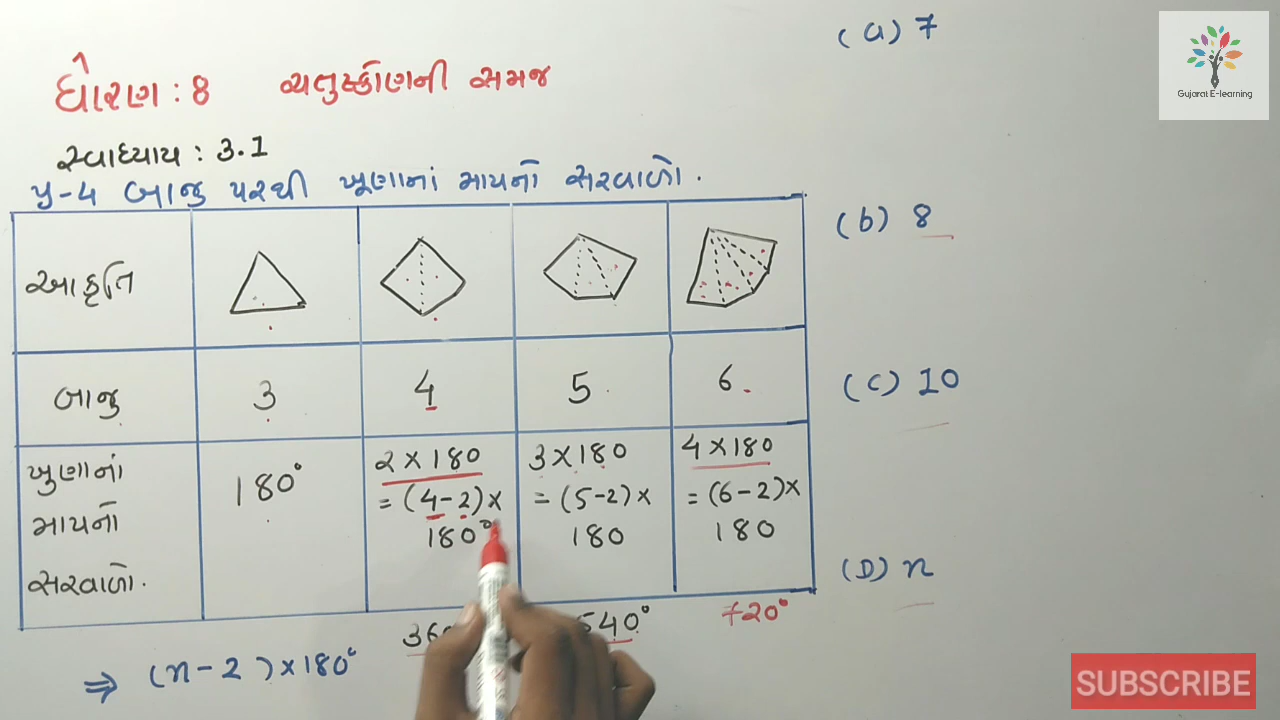 ધોરણ : 8 ચતુષ્કોણની સમજ
સ્વાધ્યાય : 3.1
પ્ર-4 બાજુ પરથી ખૂણાનાં માપનો સરવાળો.
આકૃતિ
બાજુ 3 4 5 6
ખુણાનાં માપનો સરવાળો.
180°
2 × 180
= (4-2) ×
180°
3 × 180
= (5-2) ×
180
4 × 180
= (6-2) ×
180
540°
720°
⇒ (n-2) × 180°
(a) 7
(b) 8
(C) 10
(D) n
Gujarat E-learning
SUBSCRIBE